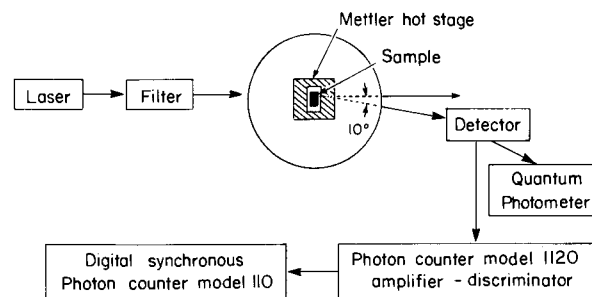 Mettler hot stage
Sample
Laser
Filter
10°
Detector
Quantum
Photometer
Digital synchronous
Photon counter model 110
Photon counter model 1120
amplifier - discriminator